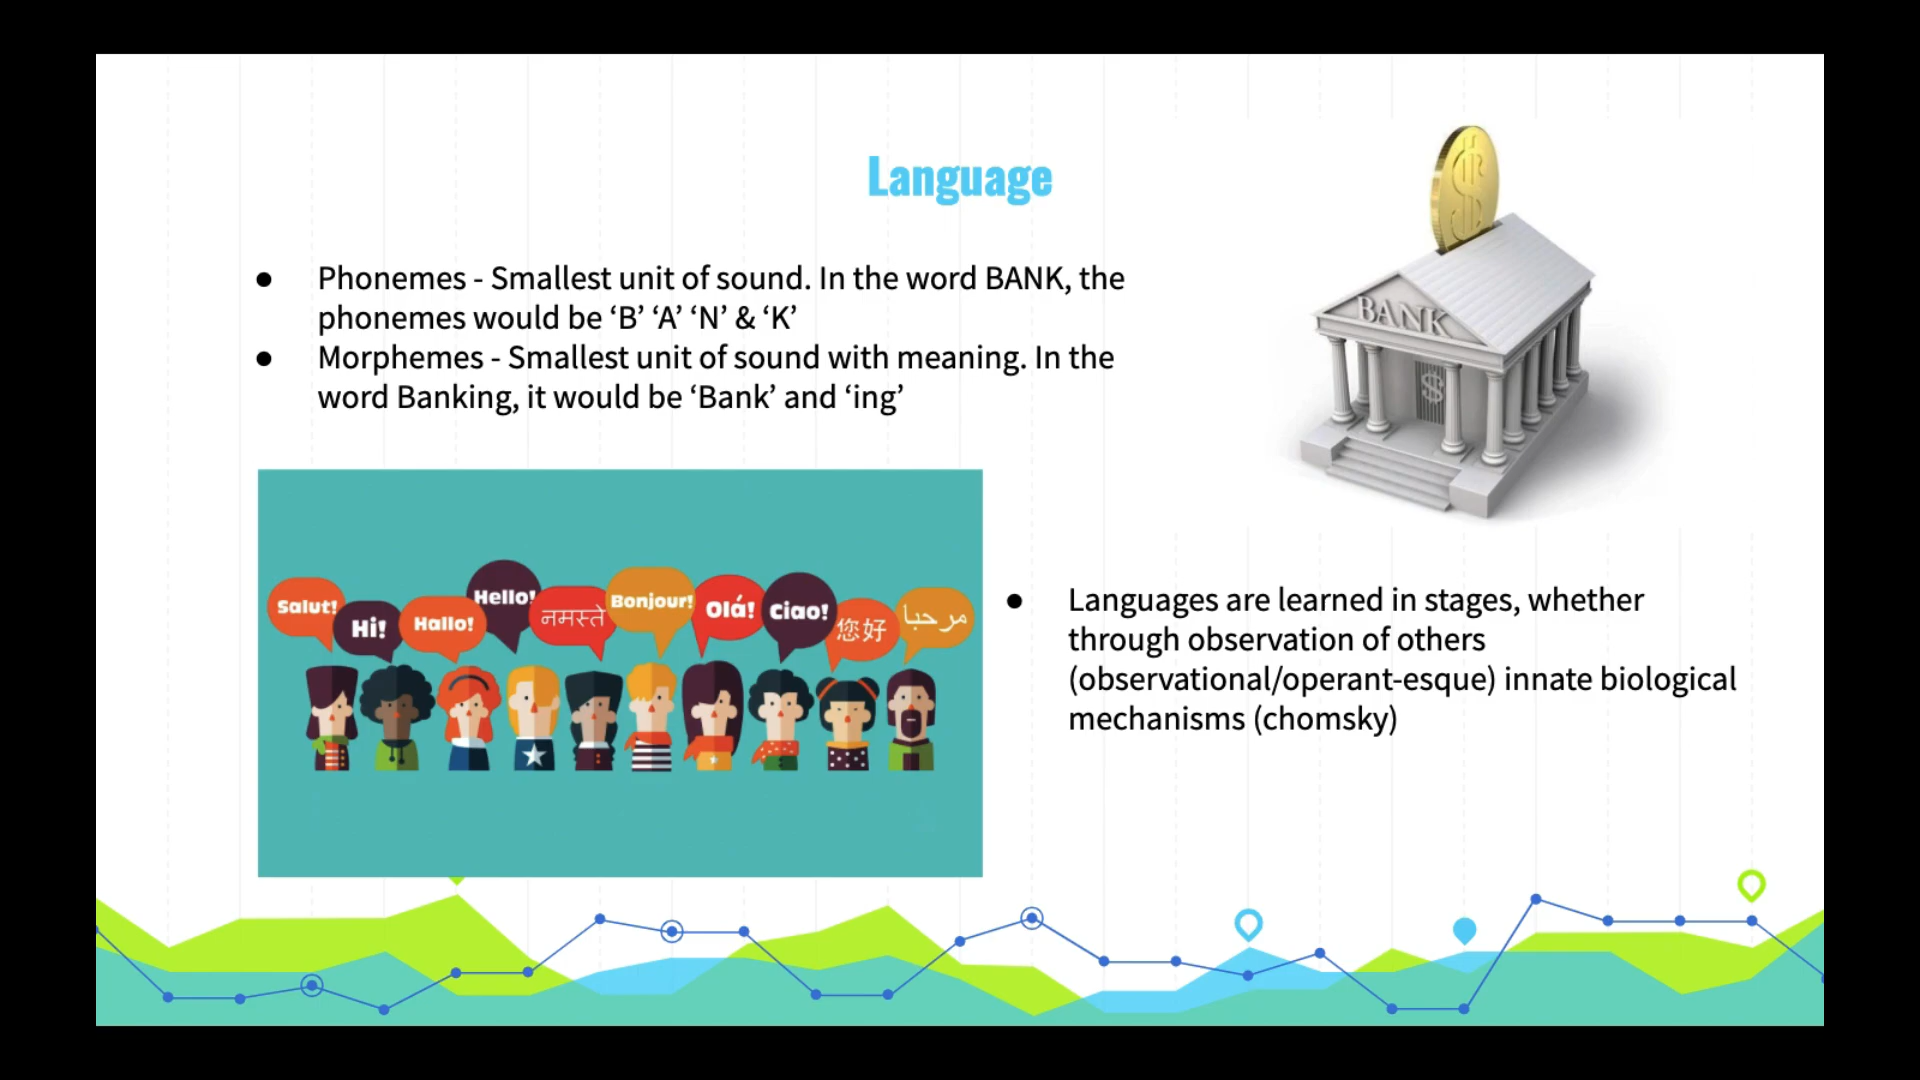 Language
● Phonemes - Smallest unit of sound. In the word BANK, the
phonemes would be ‘B’ ‘A’ ‘N’ & ‘K’
● Morphemes - Smallest unit of sound with meaning. In the
word Banking, it would be ‘Bank’ and ‘ing’
$
BANK
$
Salut!
Hi!
Hallo!
Hello!
नमस्ते
Bonjour!
Olá!
Ciao!
您好
مرحبا
● Languages are learned in stages, whether
through observation of others
(observational/operant-esque) innate biological
mechanisms (chomsky)